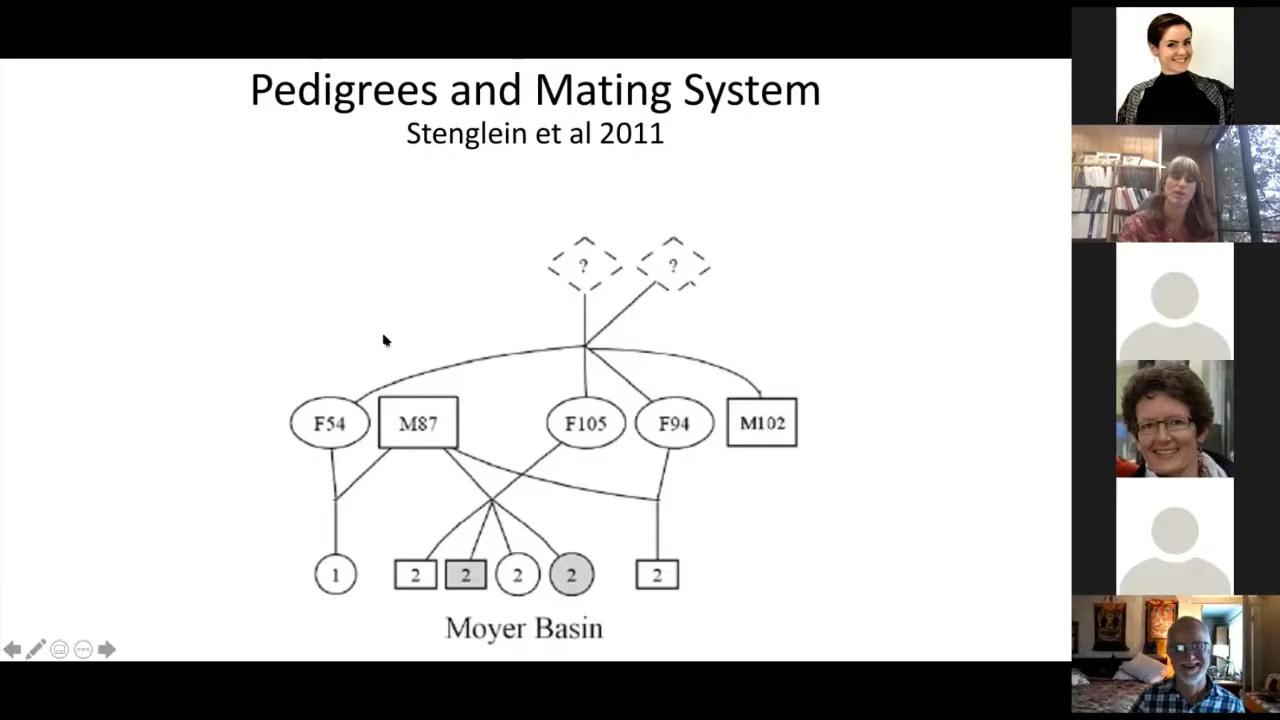 Pedigrees and Mating System
Stenglein et al 2011
? ?
F54 M87 F105 F94 M102
1 2 2 2 2 2
Moyer Basin